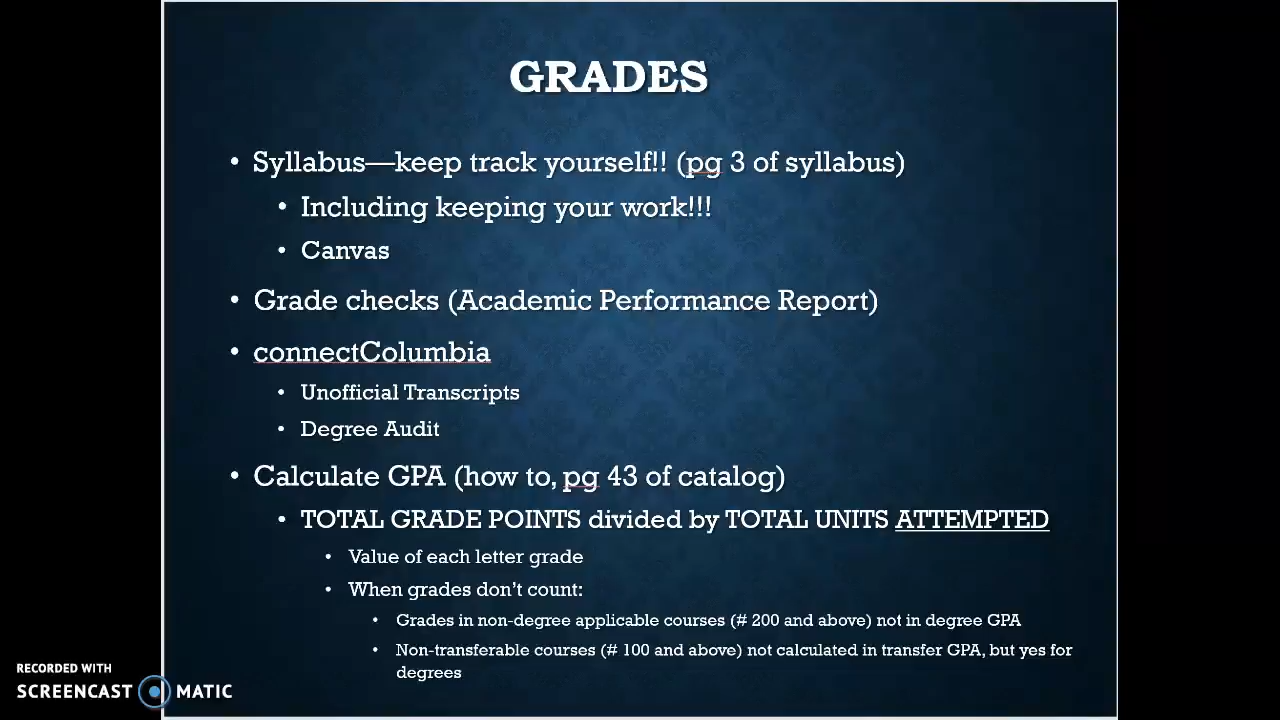 GRADES
• Syllabus—keep track yourself!! (pg 3 of syllabus)
• Including keeping your work!!!
• Canvas
• Grade checks (Academic Performance Report)
• connectColumbia
• Unofficial Transcripts
• Degree Audit
• Calculate GPA (how to, pg 43 of catalog)
• TOTAL GRADE POINTS divided by TOTAL UNITS ATTEMPTED
• Value of each letter grade
• When grades don't count:
• Grades in non-degree applicable courses (# 200 and above) not in degree GPA
• Non-transferable courses (# 100 and above) not calculated in transfer GPA, but yes for
degrees
RECORDED WITH
SCREENCAST MATIC